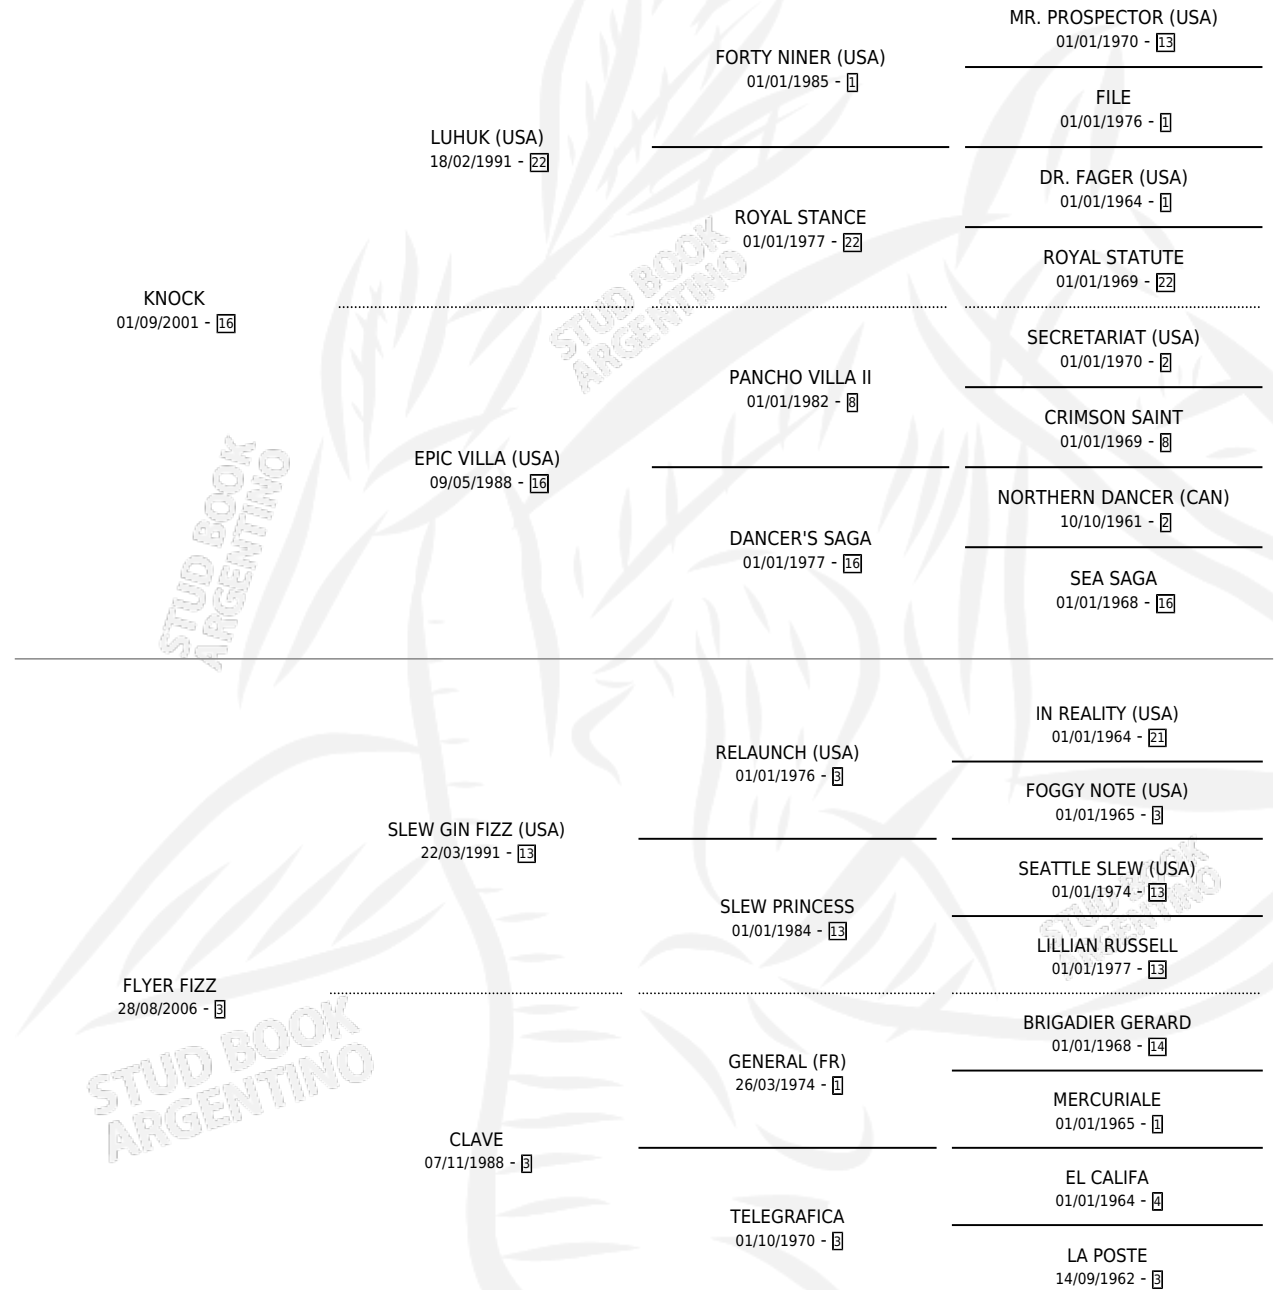 MR. PROSPECTOR (USA)
01/01/1970 - 13
FORTY NINER (USA)
01/01/1985 - 1
FILE
01/01/1976 - 1
LUHUK (USA)
18/02/1991 - 22
DR. FAGER (USA)
01/01/1964 - 1
ROYAL STANCE
01/01/1977 - 22
ROYAL STATUTE
01/01/1969 - 22
KNOCK
01/09/2001 - 16
SECRETARIAT (USA)
01/01/1970 - 2
PANCHO VILLA II
01/01/1982 - 8
CRIMSON SAINT
01/01/1969 - 8
EPIC VILLA (USA)
09/05/1988 - 16
NORTHERN DANCER (CAN)
10/10/1961 - 2
DANCER'S SAGA
01/01/1977 - 16
SEA SAGA
01/01/1968 - 16
STUD BOOK
ARGENTINO
STUD BOOK
ARGENTINO
IN REALITY (USA)
01/01/1964 - 21
RELAUNCH (USA)
01/01/1976 - 3
FOGGY NOTE (USA)
01/01/1965 - 3
SLEW GIN FIZZ (USA)
22/03/1991 - 13
SEATTLE SLEW (USA)
01/01/1974 - 13
SLEW PRINCESS
01/01/1984 - 13
LILLIAN RUSSELL
01/01/1977 - 13
FLYER FIZZ
28/08/2006 - 3
BRIGADIER GERARD
01/01/1968 - 14
GENERAL (FR)
26/03/1974 - 1
MERCURIALE
01/01/1965 - 1
CLAVE
07/11/1988 - 3
EL CALIFA
01/01/1964 - 4
TELEGRAFICA
01/10/1970 - 3
LA POSTE
14/09/1962 - 3
STUD BOOK
ARGENTINO
STUD BOOK
ARGENTINO